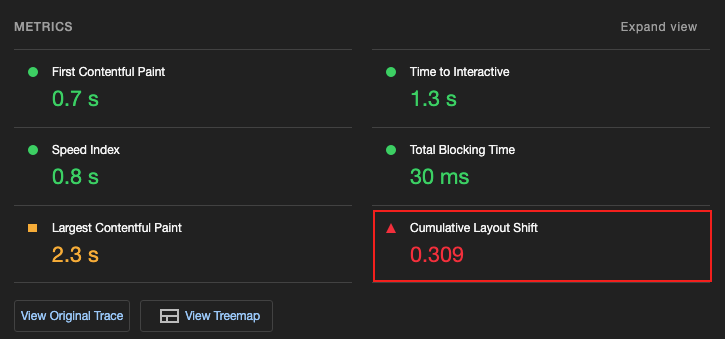 METRICS
Expand view
First Contentful Paint
0.7 s
Time to Interactive
1.3 s
Speed Index
0.8 s
Total Blocking Time
30 ms
Largest Contentful Paint
2.3 s
Cumulative Layout Shift
0.309
View Original Trace
View Treemap